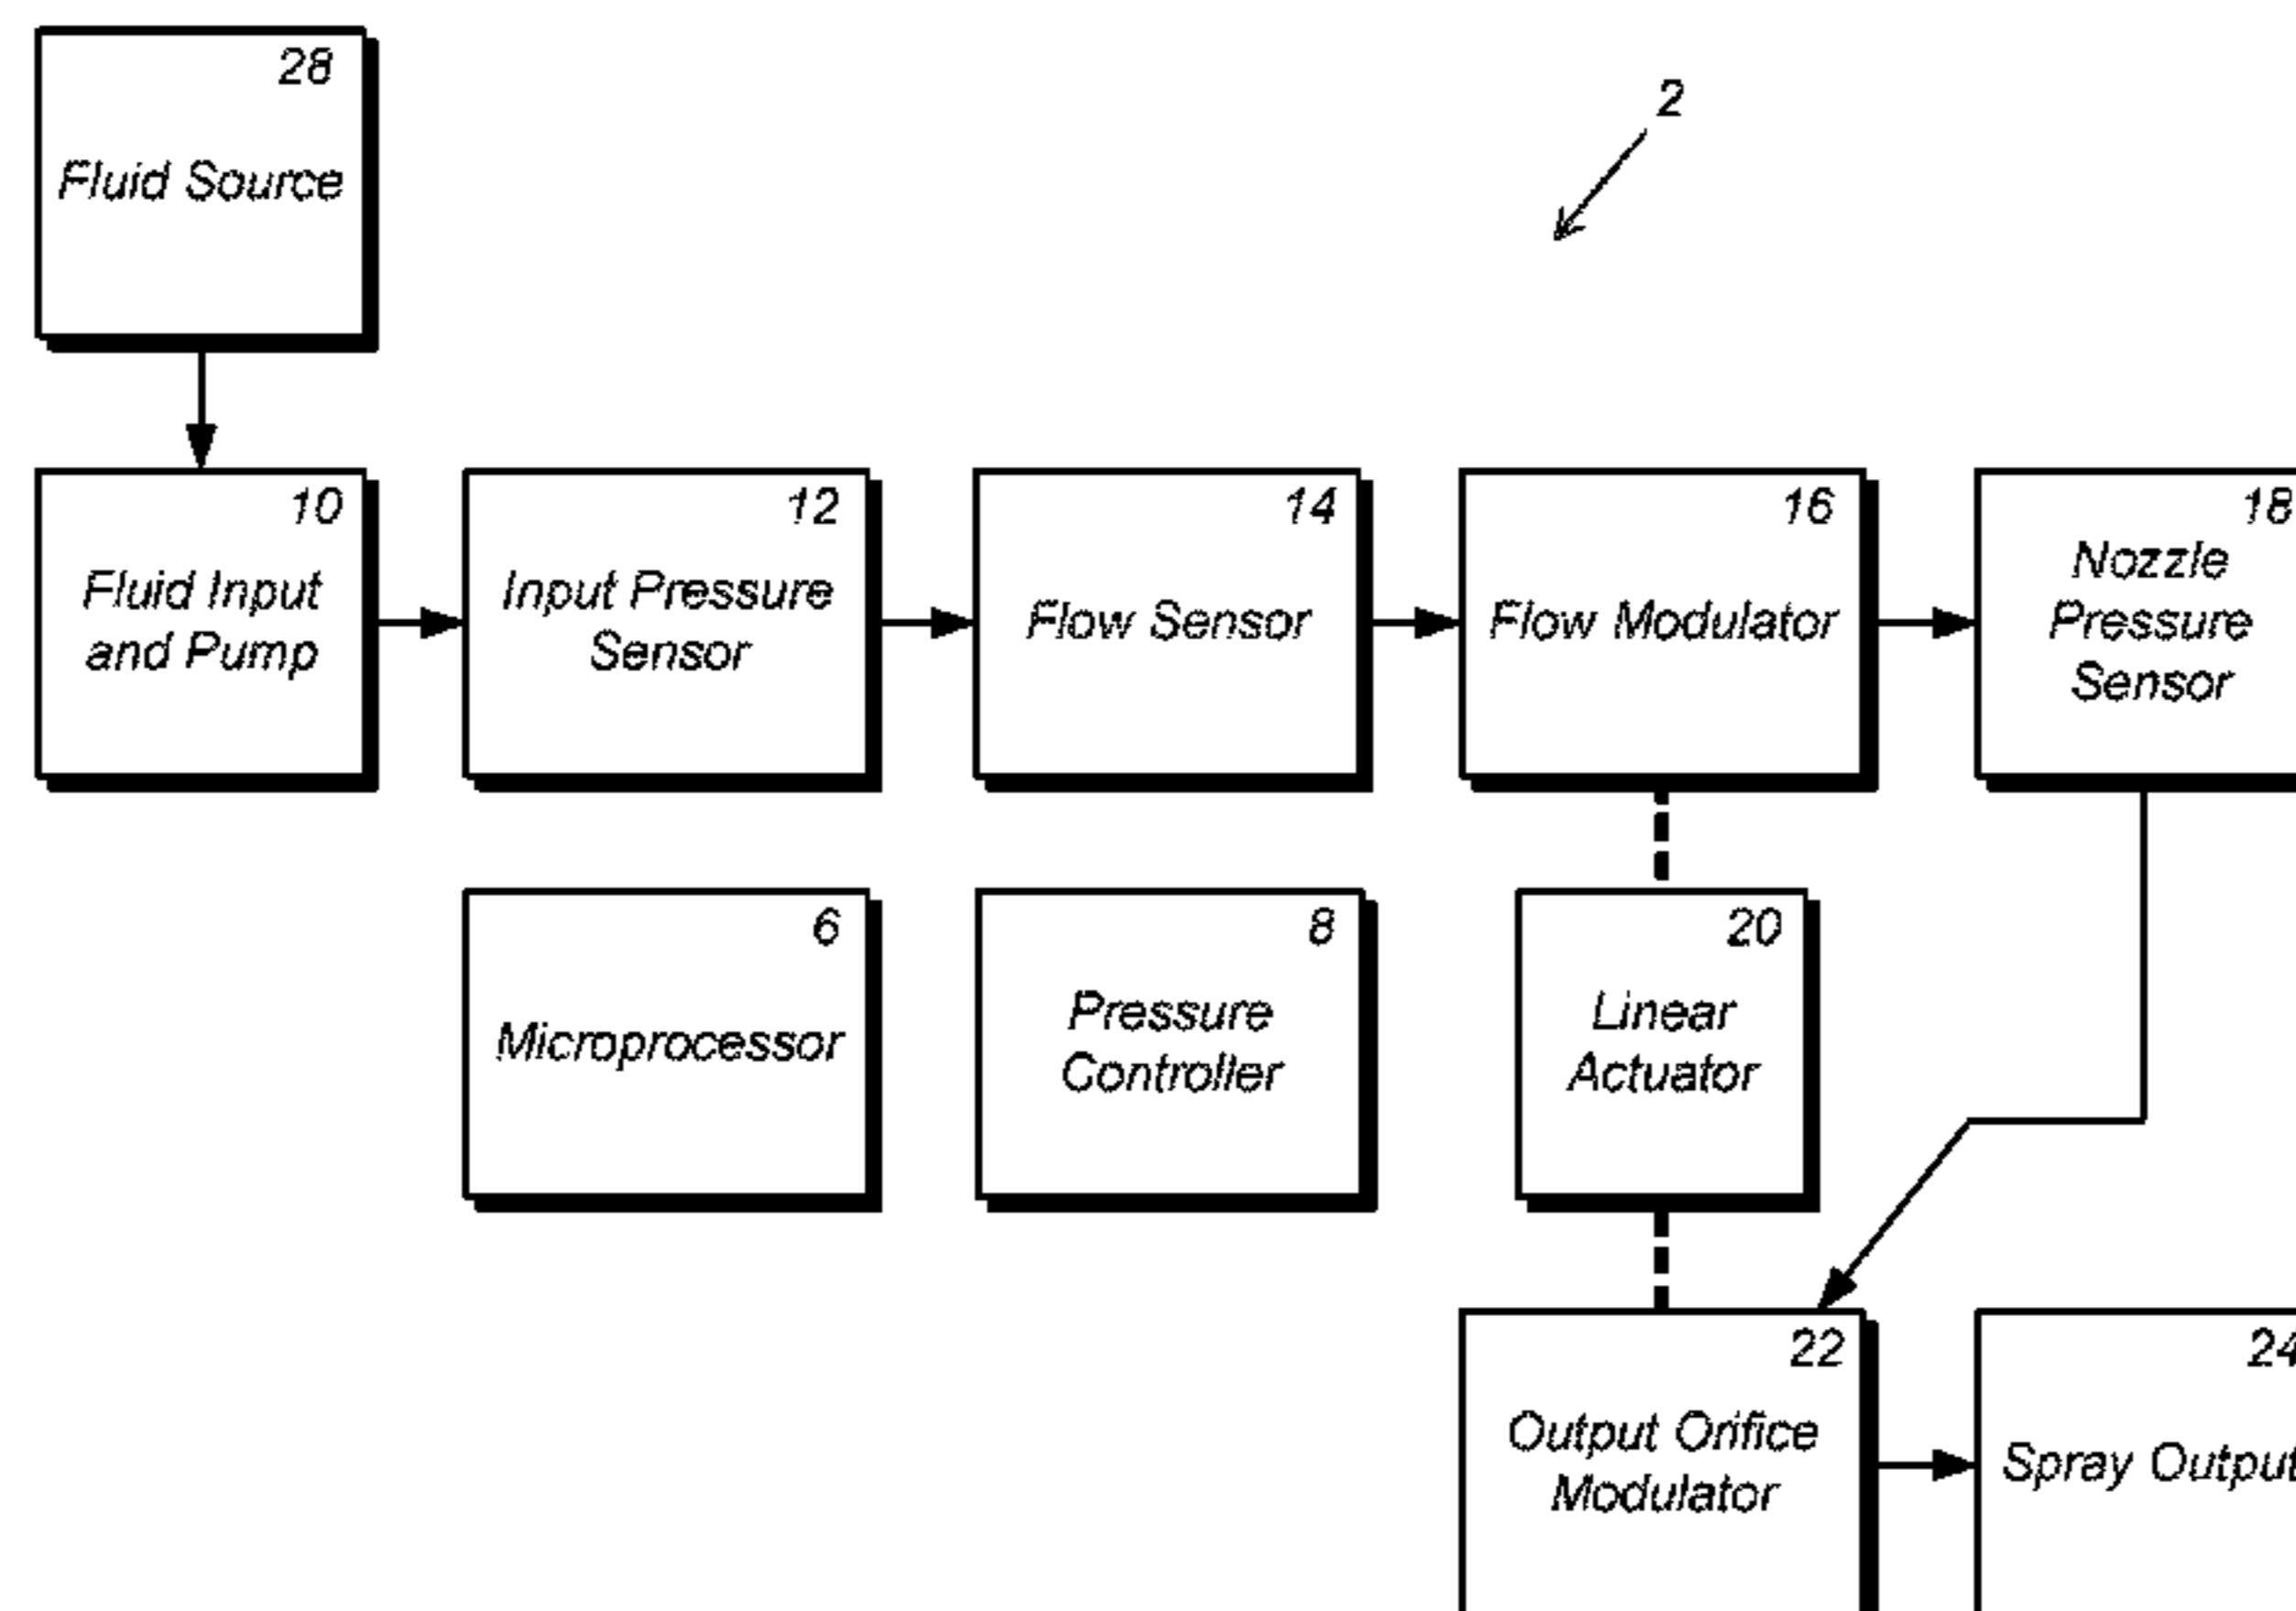 28
Fluid Source
2
10
Fluid Input
and Pump
12
Input Pressure
Sensor
14
Flow Sensor
16
Flow Modulator
18
Nozzle
Pressure
Sensor
6
Microprocessor
8
Pressure
Controller
20
Linear
Actuator
22
Output Orifice
Modulator
24
Spray Output